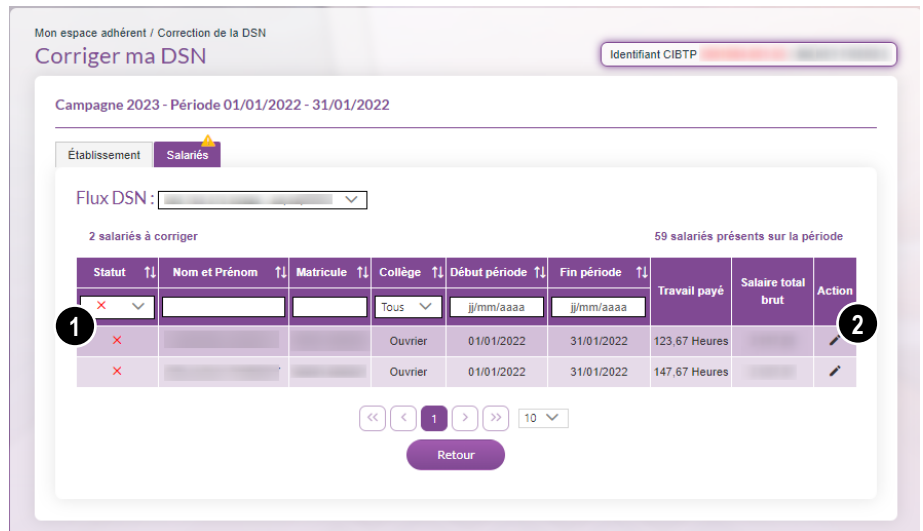 Mon espace adhérent / Correction de la DSN
Corriger ma DSN
Identifiant CIBTP
Campagne 2023 - Période 01/01/2022 - 31/01/2022
Établissement Salariés
Flux DSN :
2 salariés à corriger 59 salariés présents sur la période
Statut Nom et Prénom Matricule Collège Début période Fin période Travail payé Salaire total brut Action
Tous jj/mm/aaaa jj/mm/aaaa
1 2
Ouvrier 01/01/2022 31/01/2022 123,67 Heures
Ouvrier 01/01/2022 31/01/2022 147,67 Heures
<< < 1 > >> 10
Retour